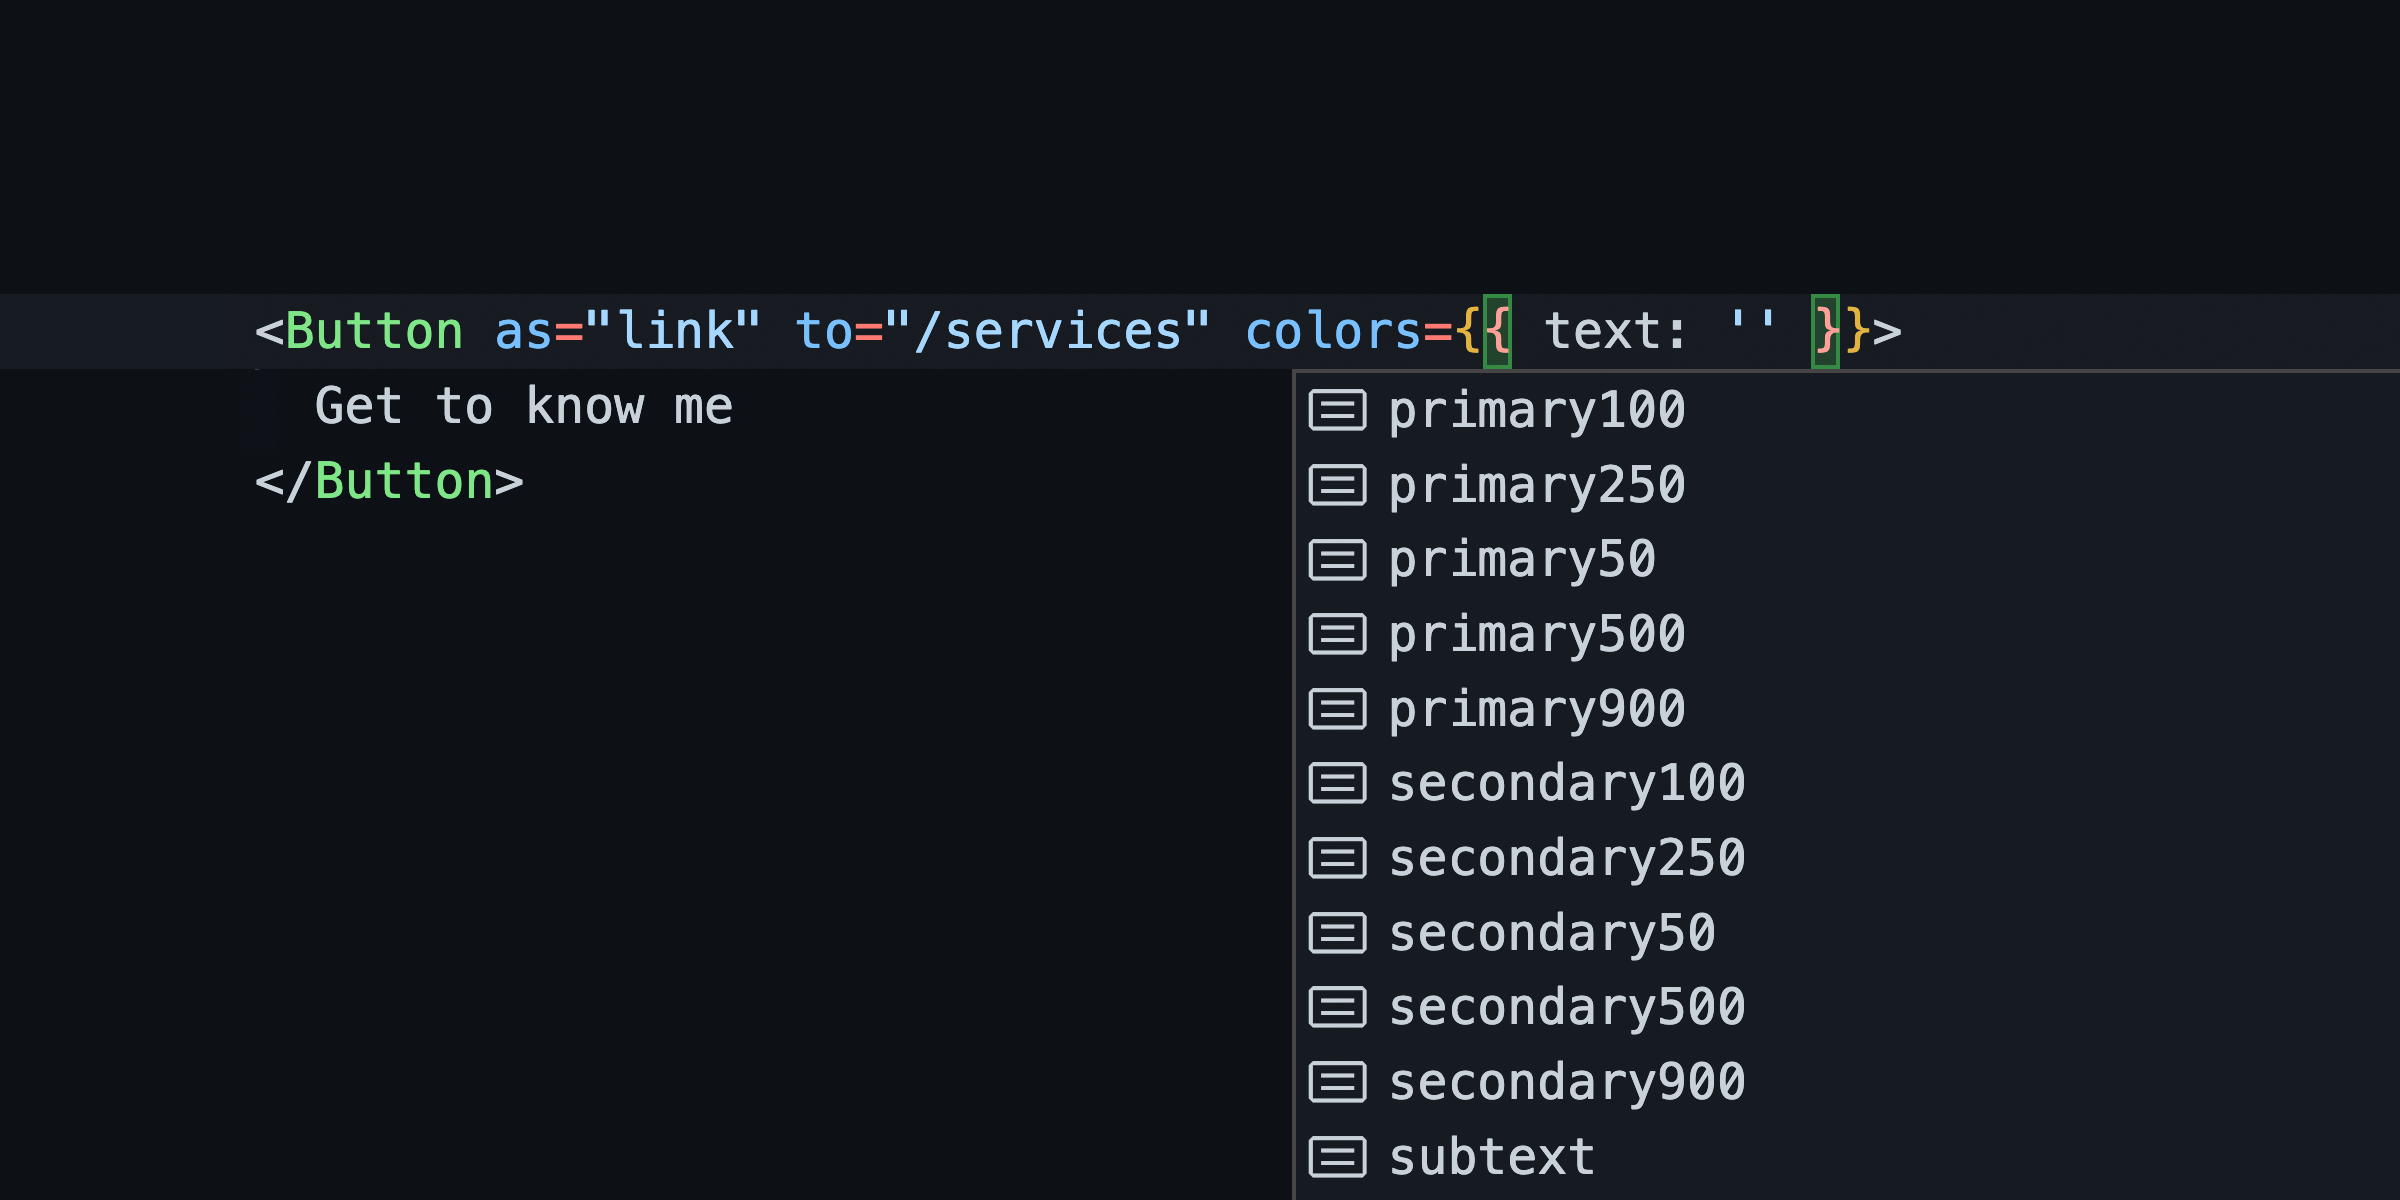 <Button as="link" to="/services" colors={{ text: '' }}>
Get to know me
</Button>
primary100
primary250
primary50
primary500
primary900
secondary100
secondary250
secondary50
secondary500
secondary900
subtext